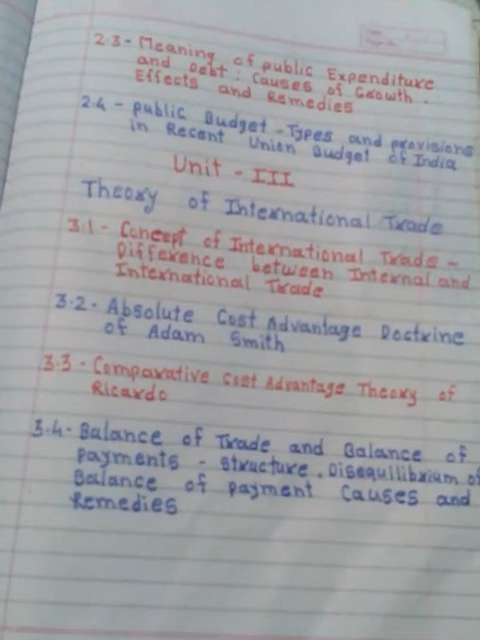 2.3 - Meaning of public Expenditure
and Debt : Causes of Growth.
Effects and Remedies
2.4 - public Budget - Types and provisions
in Recent Union Budget of India
Unit - III
Theory of International Trade
3.1 - Concept of International Trade -
Difference between Internal and
International Trade
3.2 - Absolute Cost Advantage Doctrine
of Adam Smith
3.3 - Comparative Cost Advantage Theory of
Ricardo
3.4 - Balance of Trade and Balance of
payments - Structure. Disequilibrium of
Balance of payment Causes and
Remedies